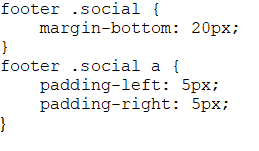 footer .social {
    margin-bottom: 20px;
}
footer .social a {
    padding-left: 5px;
    padding-right: 5px;
}